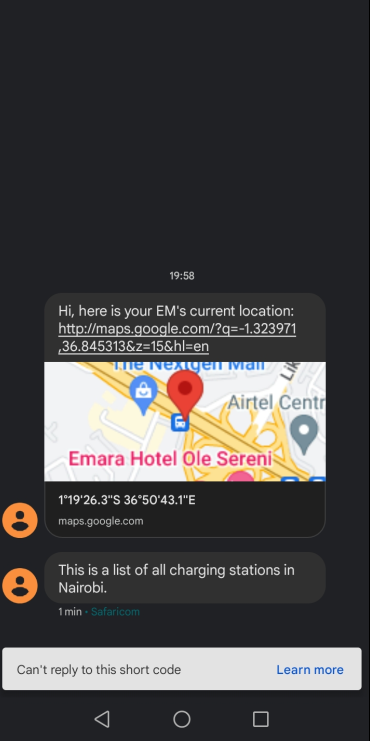 19:58
Hi, here is your EM's current location:
http://maps.google.com/?q=-1.323971
,36.845313&z=15&hl=en
The Nextgen Mall
Lik
Airtel Centr
Emara Hotel Ole Sereni
1°19'26.3"S 36°50'43.1"E
maps.google.com
This is a list of all charging stations in
Nairobi.
1 min · Safaricom
Can't reply to this short code
Learn more